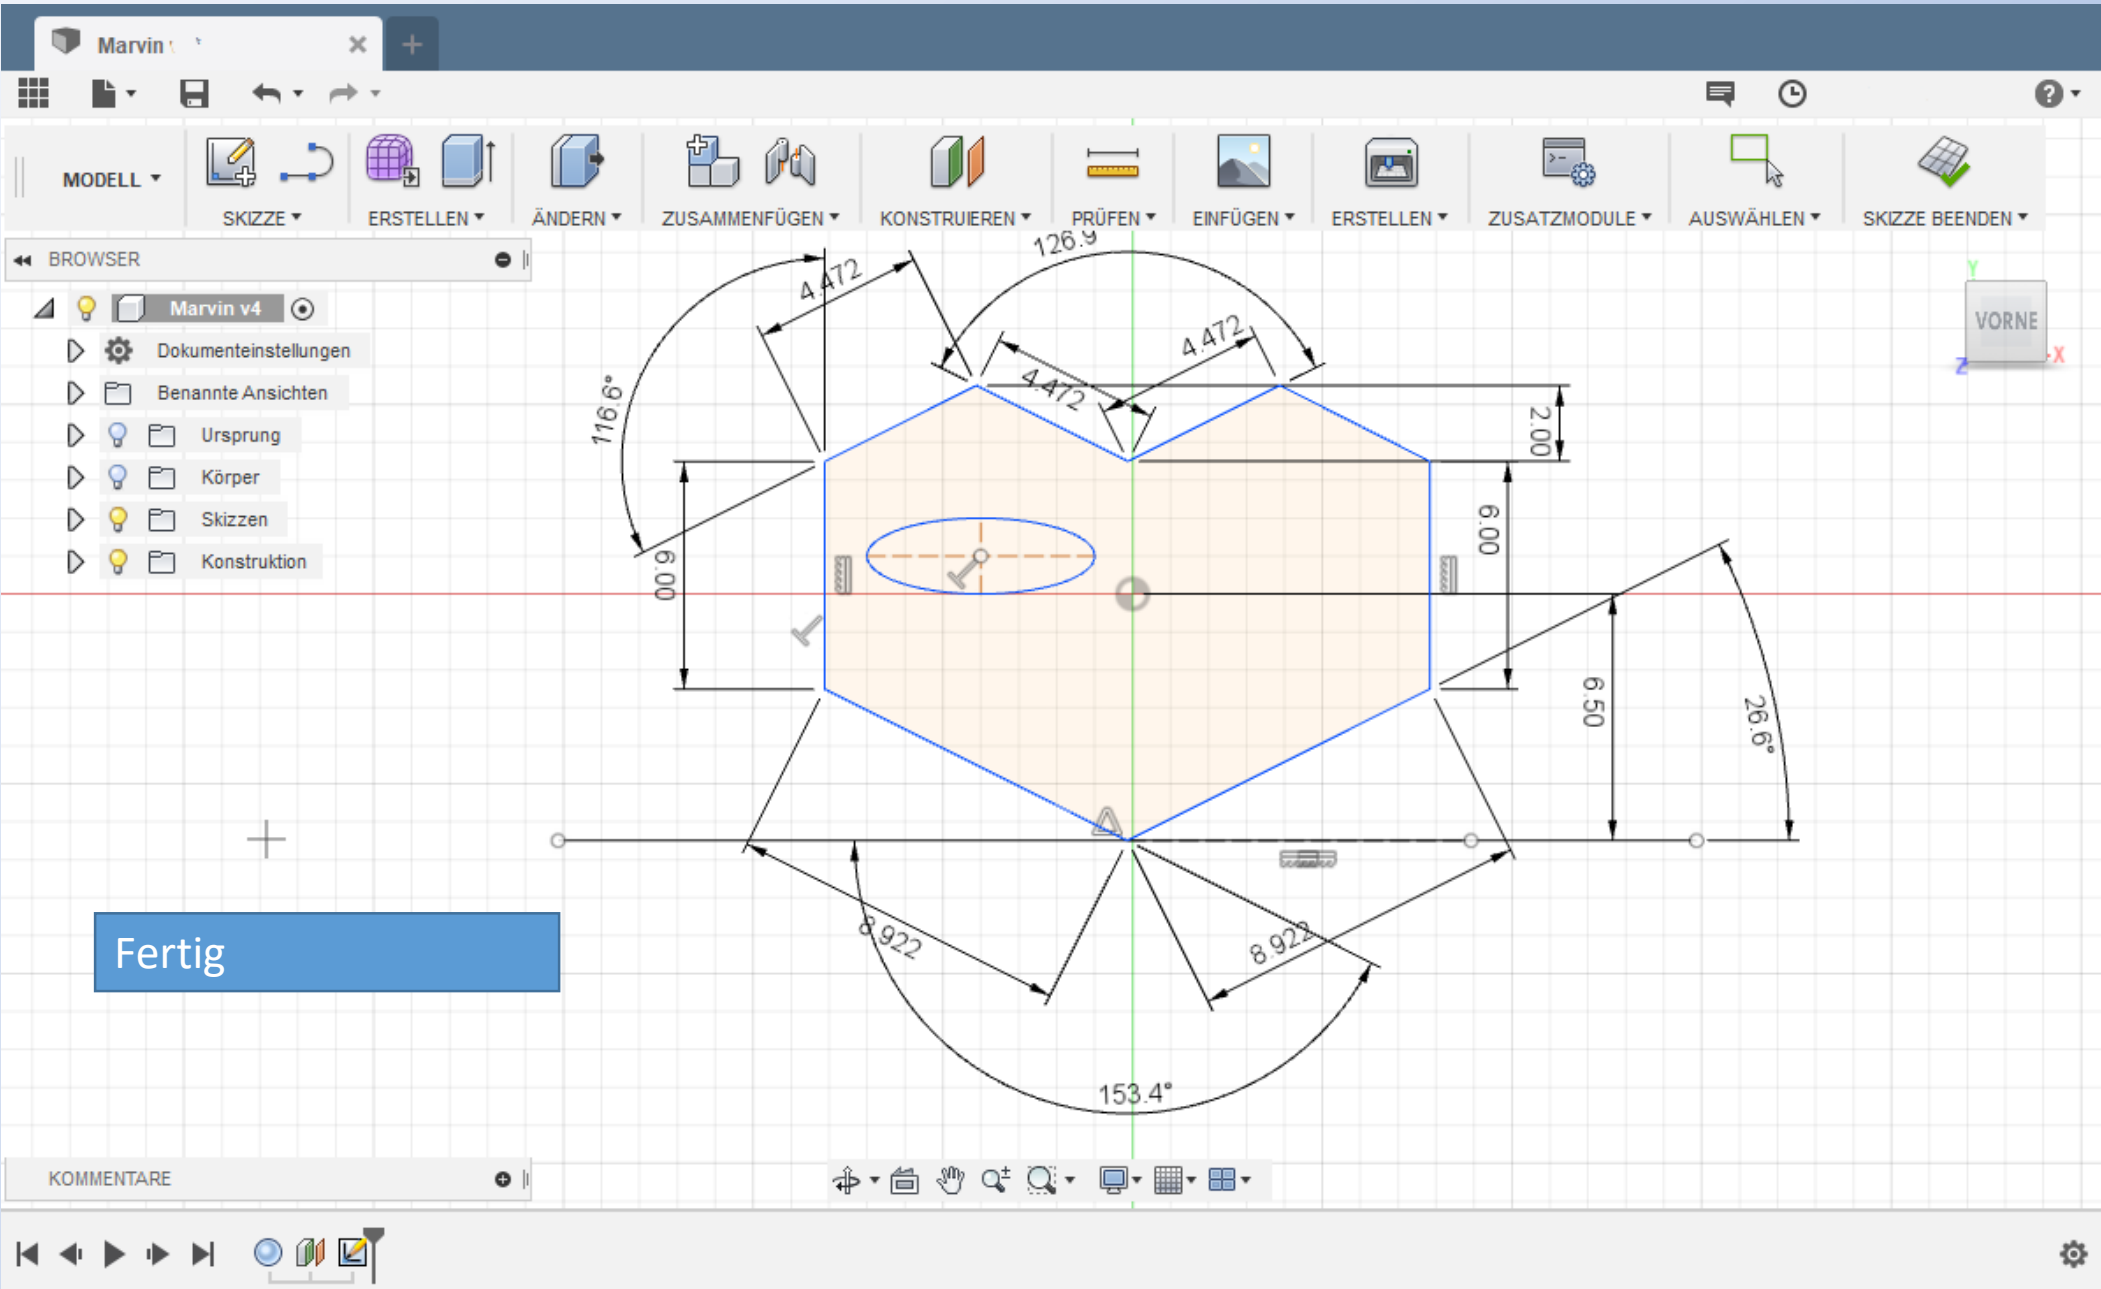 Marvin
MODELL
SKIZZE
ERSTELLEN
ÄNDERN
ZUSAMMENFÜGEN
KONSTRUIEREN
PRÜFEN
EINFÜGEN
ERSTELLEN
ZUSATZMODULE
AUSWÄHLEN
SKIZZE BEENDEN
BROWSER
Marvin v4
Dokumenteinstellungen
Benannte Ansichten
Ursprung
Körper
Skizzen
Konstruktion
126.9
4.472
4.472
4.472
116.6°
2.00
6.00
6.00
6.50
26.6°
8.922
8.922
153.4°
Y
VORNE
Z
X
Fertig
KOMMENTARE